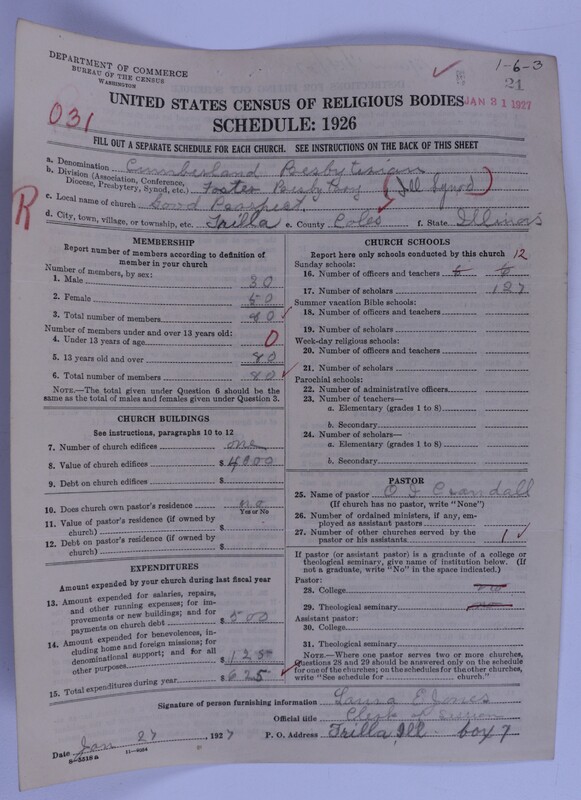 DEPARTMENT OF COMMERCE
BUREAU OF THE CENSUS
WASHINGTON
1-6-3
21
JAN 31 1927
031
UNITED STATES CENSUS OF RELIGIOUS BODIES
SCHEDULE: 1926
FILL OUT A SEPARATE SCHEDULE FOR EACH CHURCH. SEE INSTRUCTIONS ON THE BACK OF THIS SHEET
R
a. Denomination Cumberland Presbytirian
b. Division (Association, Conference,
Diocese, Presbytery, Synod, etc.) Foster Presbytery (Ill Synod)
c. Local name of church Good Prospect
d. City, town, village, or township, etc. Trilla e. County Coles f. State Illinois
MEMBERSHIP
Report number of members according to definition of
member in your church
Number of members, by sex:
1. Male 30
2. Female 50
3. Total number of members 80
Number of members under and over 13 years old:
4. Under 13 years of age 0
5. 13 years old and over 80
6. Total number of members 80
NOTE.—The total given under Question 6 should be
same as the total of males and females given under Question 3.
CHURCH BUILDINGS
See instructions, paragraphs 10 to 12
7. Number of church edifices one
8. Value of church edifices $ 4000
9. Debt on church edifices $
10. Does church own pastor's residence? no
Yes or No
11. Value of pastor's residence (if owned by
church) $
12. Debt on pastor's residence (if owned by
church) $
EXPENDITURES
Amount expended by your church during last fiscal year
13. Amount expended for salaries, repairs,
and other running expenses; for im-
provements or new buildings; and for
payments on church debt $ 500
14. Amount expended for benevolences, in-
cluding home and foreign missions; for
denominational support; and for all
other purposes $ 125
15. Total expenditures during year $ 625
CHURCH SCHOOLS
Report here only schools conducted by this church 12
Sunday schools:
16. Number of officers and teachers 6 6
17. Number of scholars 127
Summer vacation Bible schools:
18. Number of officers and teachers
19. Number of scholars
Week-day religious schools:
20. Number of officers and teachers
21. Number of scholars
Parochial schools:
22. Number of administrative officers
23. Number of teachers—
a. Elementary (grades 1 to 8)
b. Secondary
24. Number of scholars—
a. Elementary (grades 1 to 8)
b. Secondary
PASTOR
25. Name of pastor Crandall
(If church has no pastor, write "None")
26. Number of ordained ministers, if any, em-
ployed as assistant pastors
27. Number of other churches served by the
pastor or his assistants 1
If pastor (or assistant pastor) is a graduate of a college or
theological seminary, give name of institution below. (If
not a graduate, write "No" in the space indicated.)
Pastor:
28. College no
29. Theological seminary no
Assistant pastor:
30. College
31. Theological seminary
NOTE.—Where one pastor serves two or more churches,
Questions 28 and 29 should be answered only on the schedule
for one of the churches; on the schedules for the other churches,
write "See schedule for church."
Signature of person furnishing information Laura E Jones
Official title Clerk of Session
Date Jan 27, 1927 P. O. Address Trilla Ill box 7
8-5518a 11-9034